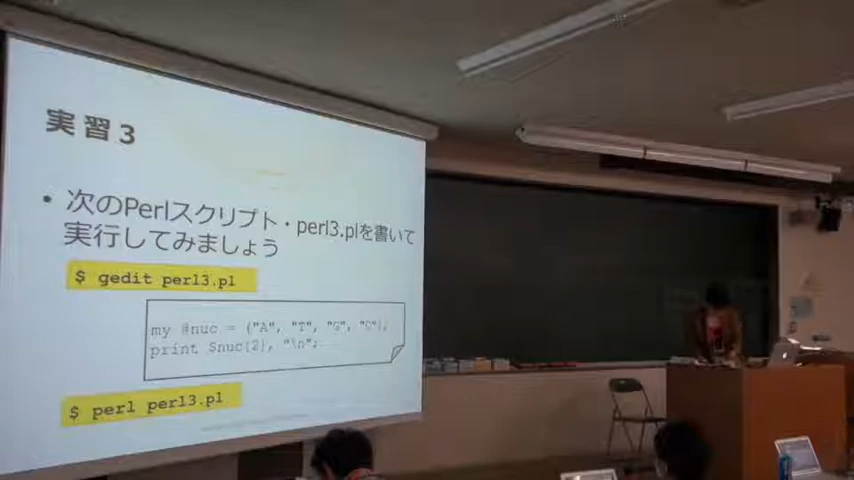 実習3
• 次のPerlスクリプト・perl3.plを書いて
実行してみましょう
$ gedit perl3.pl
my @nuc = ("A", "T", "G", "C");
print $nuc[2], "\n";
$ perl perl3.pl